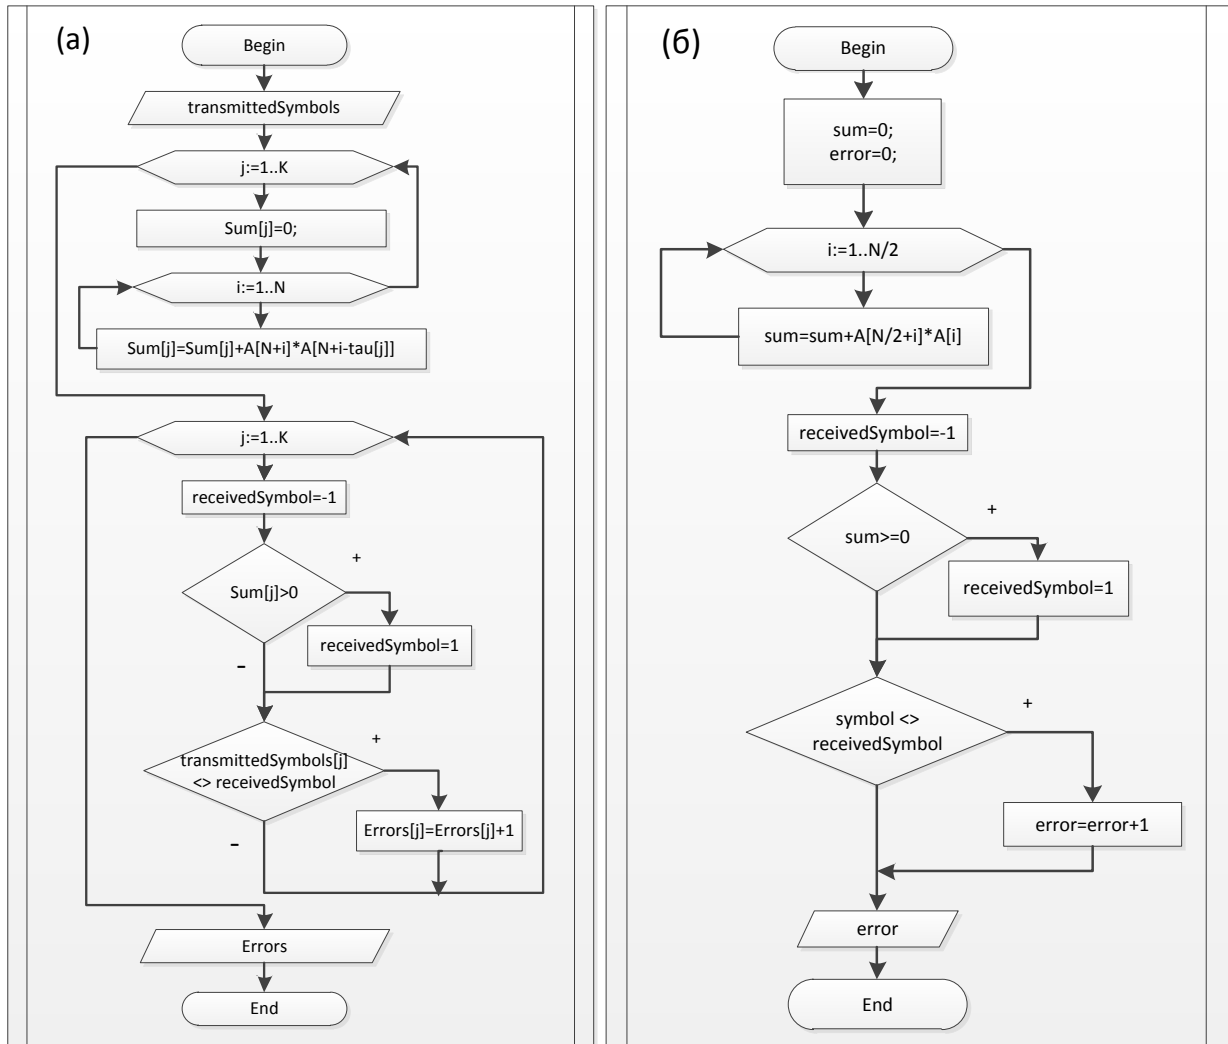 (а)
Begin
transmittedSymbols
j:=1..K
Sum[j]=0;
i:=1..N
Sum[j]=Sum[j]+A[N+i]*A[N+i-tau[j]]
j:=1..K
receivedSymbol=-1
Sum[j]>0
+
receivedSymbol=1
–
transmittedSymbols[j]
<> receivedSymbol
+
Errors[j]=Errors[j]+1
–
Errors
End
(б)
Begin
sum=0;
error=0;
i:=1..N/2
sum=sum+A[N/2+i]*A[i]
receivedSymbol=-1
sum>=0
+
receivedSymbol=1
symbol <>
receivedSymbol
+
error=error+1
error
End